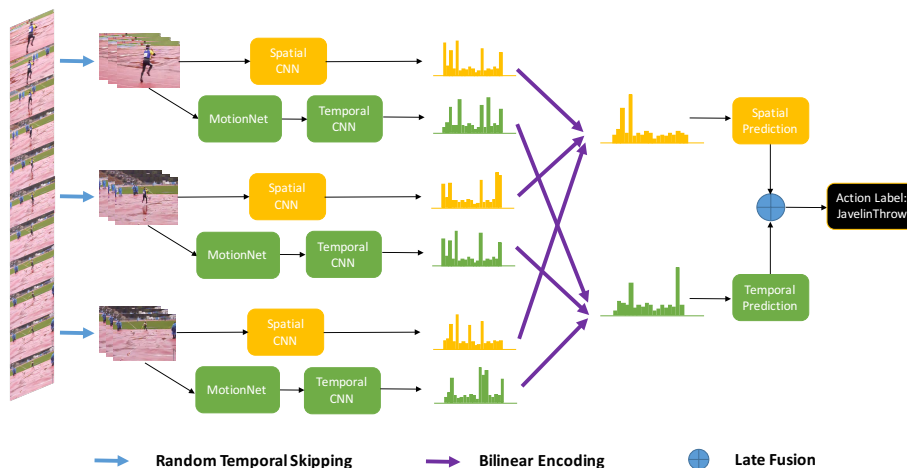 Spatial
CNN
MotionNet
Temporal
CNN
Spatial
CNN
MotionNet
Temporal
CNN
Spatial
CNN
MotionNet
Temporal
CNN
Spatial
Prediction
Action Label:
JavelinThrow
Temporal
Prediction
Random Temporal Skipping
Bilinear Encoding
Late Fusion